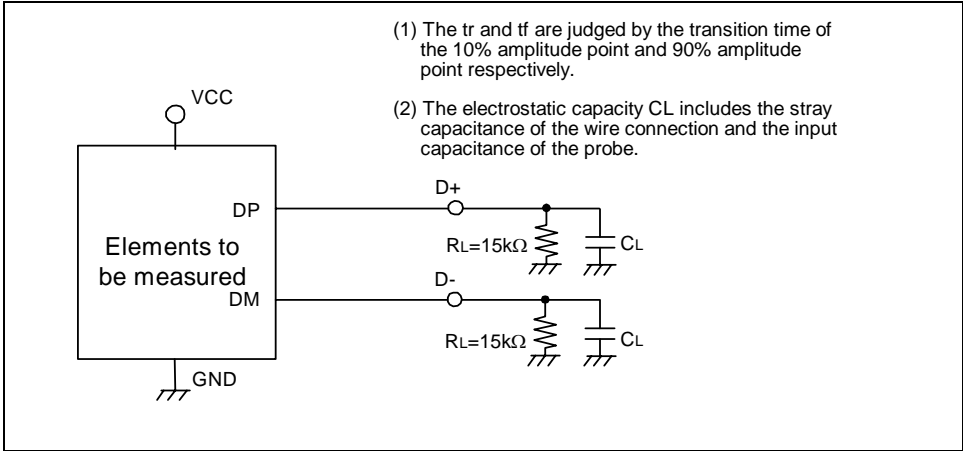 (1) The tr and tf are judged by the transition time of
the 10% amplitude point and 90% amplitude
point respectively.
(2) The electrostatic capacity CL includes the stray
capacitance of the wire connection and the input
capacitance of the probe.
VCC
D+
DP
Elements to
be measured
RL=15kΩ
CL
D-
DM
RL=15kΩ
CL
GND